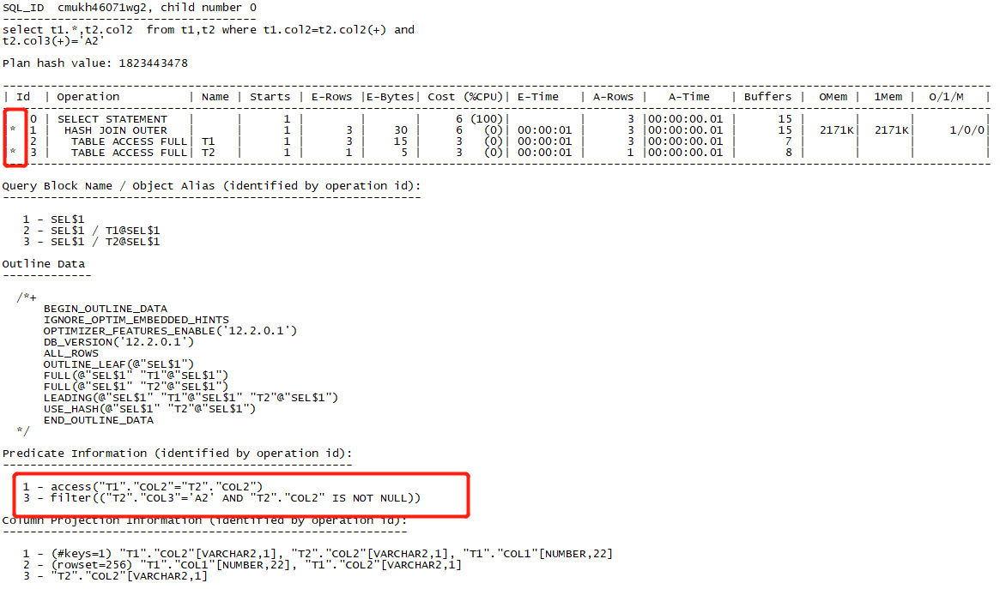 SQL_ID  cmukh46071wg2, child number 0
-------------------------------------
select t1.*,t2.col2  from t1,t2 where t1.col2=t2.col2(+) and
t2.col3(+)='A2'
Plan hash value: 1823443478
| Id  | Operation          | Name | Starts | E-Rows |E-Bytes| Cost (%CPU)| E-Time   | A-Rows |   A-Time   | Buffers |  OMem |  1Mem |  O/1/M   |
|   0 | SELECT STATEMENT   |      |      1 |        |       |     6 (100)|          |      3 |00:00:00.01 |      15 |       |       |          |
| * 1 |  HASH JOIN OUTER   |      |      1 |      3 |    30 |     6   (0)| 00:00:01 |      3 |00:00:00.01 |      15 |  2171K|  2171K|     1/0/0|
|   2 |   TABLE ACCESS FULL| T1   |      1 |      3 |    15 |     3   (0)| 00:00:01 |      3 |00:00:00.01 |       7 |       |       |          |
| * 3 |   TABLE ACCESS FULL| T2   |      1 |      1 |     5 |     3   (0)| 00:00:01 |      1 |00:00:00.01 |       8 |       |       |          |
Query Block Name / Object Alias (identified by operation id):
-------------------------------------------------------------
1 - SEL$1
2 - SEL$1 / T1@SEL$1
3 - SEL$1 / T2@SEL$1
Outline Data
-------------
/*+
BEGIN_OUTLINE_DATA
IGNORE_OPTIM_EMBEDDED_HINTS
OPTIMIZER_FEATURES_ENABLE('12.2.0.1')
DB_VERSION('12.2.0.1')
ALL_ROWS
OUTLINE_LEAF(@"SEL$1")
FULL(@"SEL$1" "T1"@"SEL$1")
FULL(@"SEL$1" "T2"@"SEL$1")
LEADING(@"SEL$1" "T1"@"SEL$1" "T2"@"SEL$1")
USE_HASH(@"SEL$1" "T2"@"SEL$1")
END_OUTLINE_DATA
*/
Predicate Information (identified by operation id):
---------------------------------------------------
1 - access("T1"."COL2"="T2"."COL2")
3 - filter(("T2"."COL3"='A2' AND "T2"."COL2" IS NOT NULL))
Column Projection Information (identified by operation id):
-----------------------------------------------------------
1 - (#keys=1) "T1"."COL2"[VARCHAR2,1], "T2"."COL2"[VARCHAR2,1], "T1"."COL1"[NUMBER,22]
2 - (rowset=256) "T1"."COL1"[NUMBER,22], "T1"."COL2"[VARCHAR2,1]
3 - "T2"."COL2"[VARCHAR2,1]